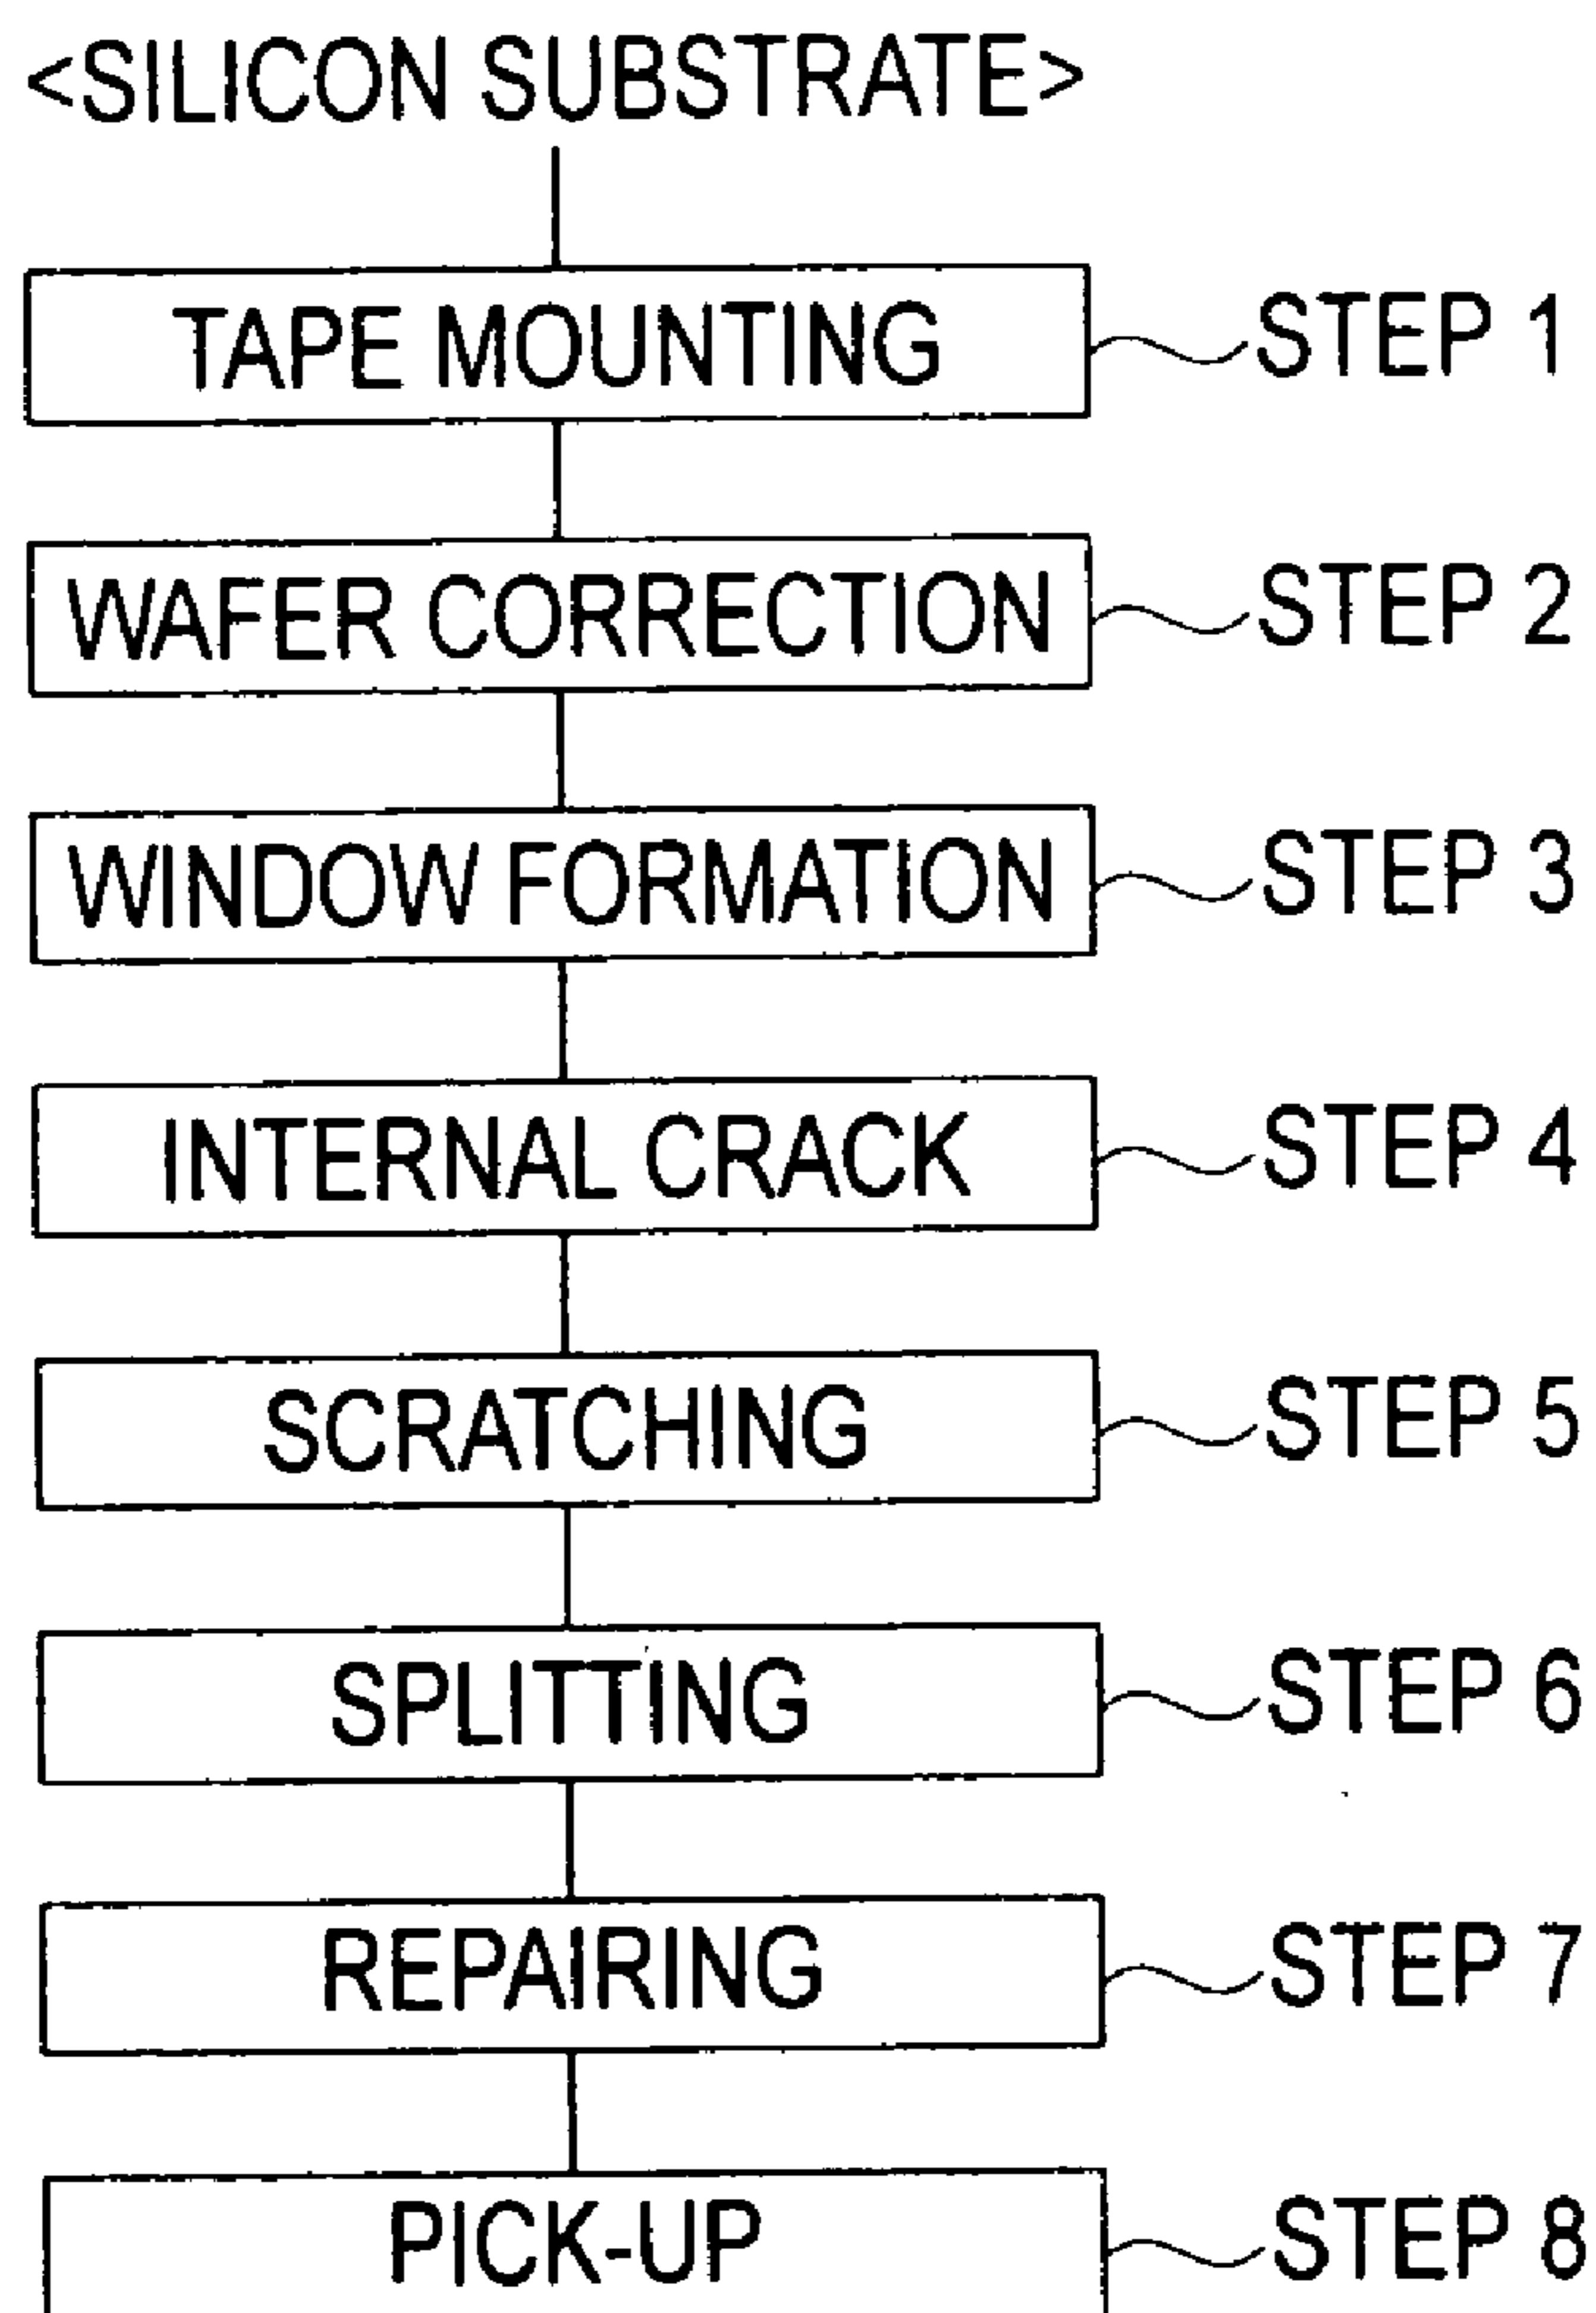 <SILICON SUBSTRATE>
TAPE MOUNTING STEP 1
WAFER CORRECTION STEP 2
WINDOW FORMATION STEP 3
INTERNAL CRACK STEP 4
SCRATCHING STEP 5
SPLITTING STEP 6
REPAIRING STEP 7
PICK-UP STEP 8